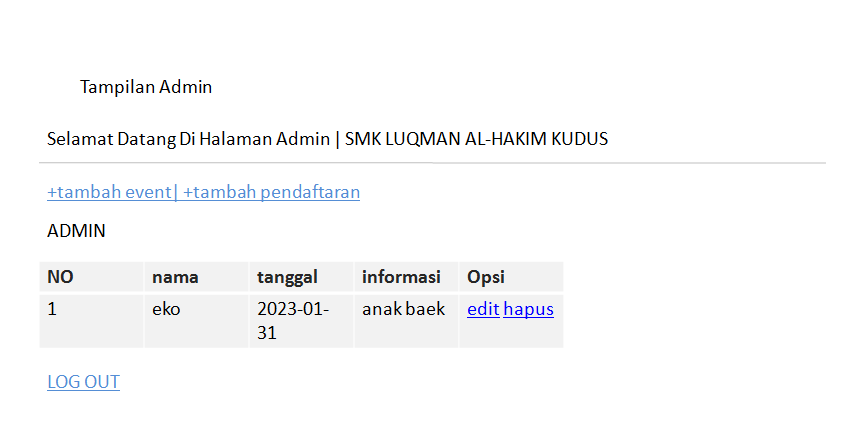 Tampilan Admin
Selamat Datang Di Halaman Admin | SMK LUQMAN AL-HAKIM KUDUS
+tambah event| +tambah pendaftaran
ADMIN
NO nama tanggal informasi Opsi
1 eko 2023-01- anak baek edit hapus
31
LOG OUT